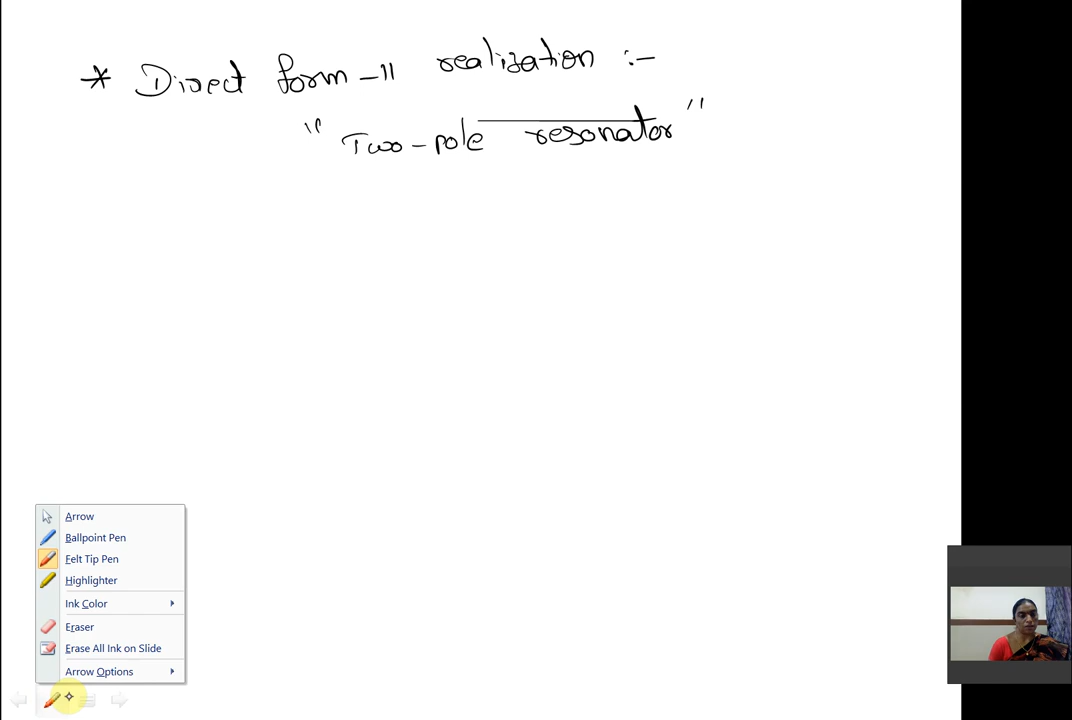 * Direct form-II realization :-
" Two-pole resonator "
Arrow
Ballpoint Pen
Felt Tip Pen
Highlighter
Ink Color
Eraser
Erase All Ink on Slide
Arrow Options